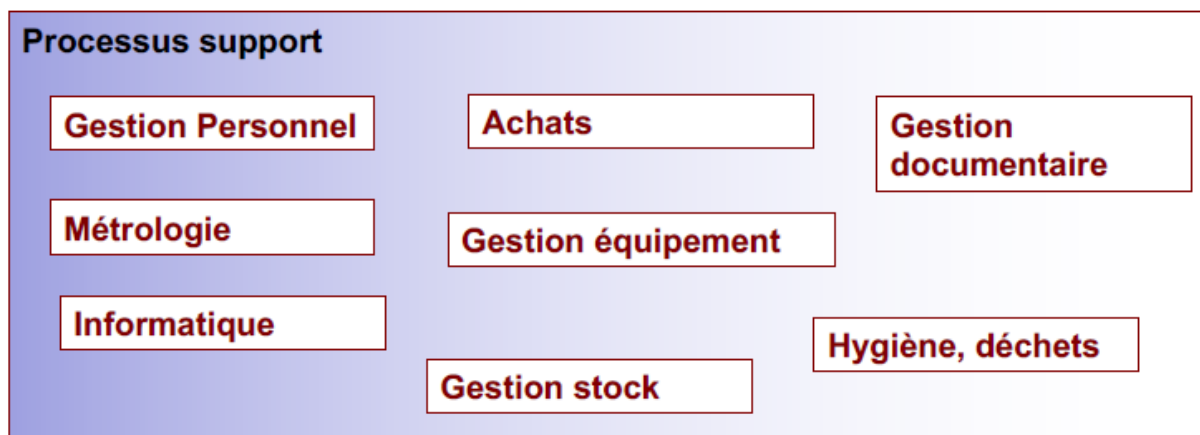 Processus support
Gestion Personnel
Achats
Gestion
documentaire
Métrologie
Gestion équipement
Informatique
Hygiène, déchets
Gestion stock